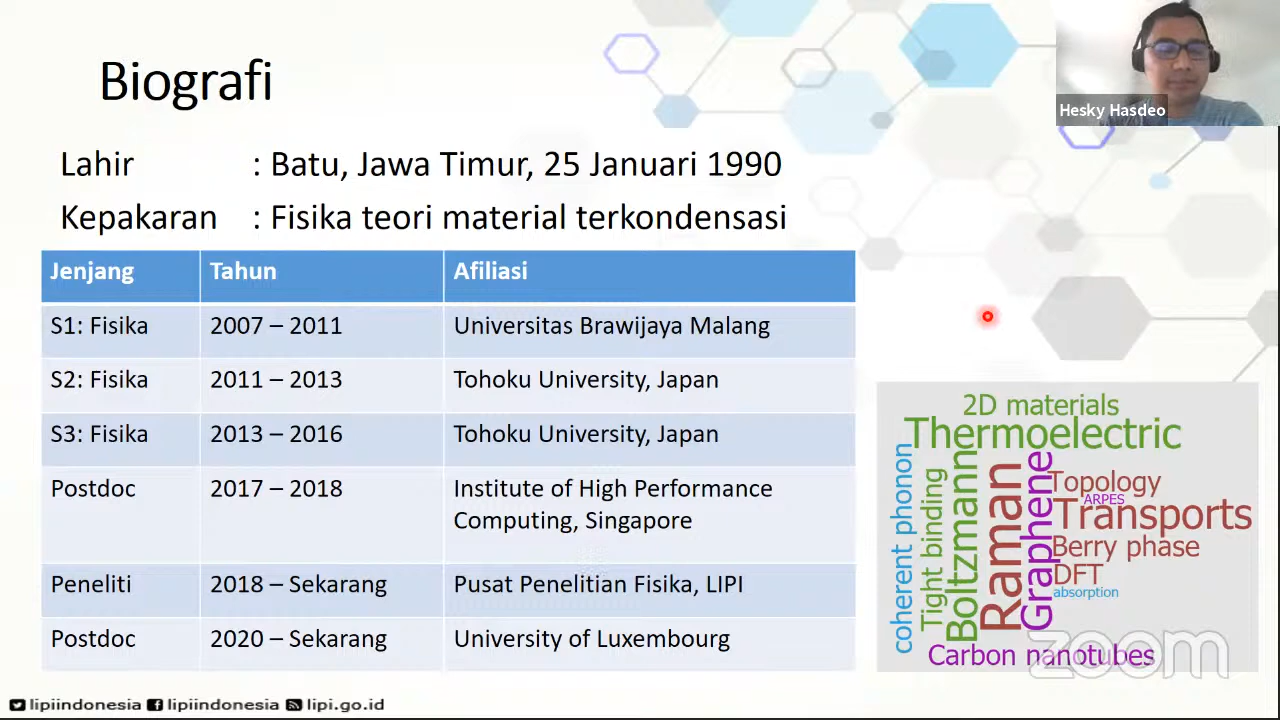 Biografi
Hesky Hasdeo
Lahir : Batu, Jawa Timur, 25 Januari 1990
Kepakaran : Fisika teori material terkondensasi
Jenjang Tahun Afiliasi
S1: Fisika 2007 – 2011 Universitas Brawijaya Malang
S2: Fisika 2011 – 2013 Tohoku University, Japan
S3: Fisika 2013 – 2016 Tohoku University, Japan
Postdoc 2017 – 2018 Institute of High Performance
Computing, Singapore
Peneliti 2018 – Sekarang Pusat Penelitian Fisika, LIPI
Postdoc 2020 – Sekarang University of Luxembourg
2D materials
Thermoelectric
coherent phonon
Tight binding
Boltzmann
Raman
Graphene
Topology
ARPES
Transports
Berry phase
DFT
absorption
Carbon nanotubes
zoom
lipiindonesia lipiindonesia lipi.go.id